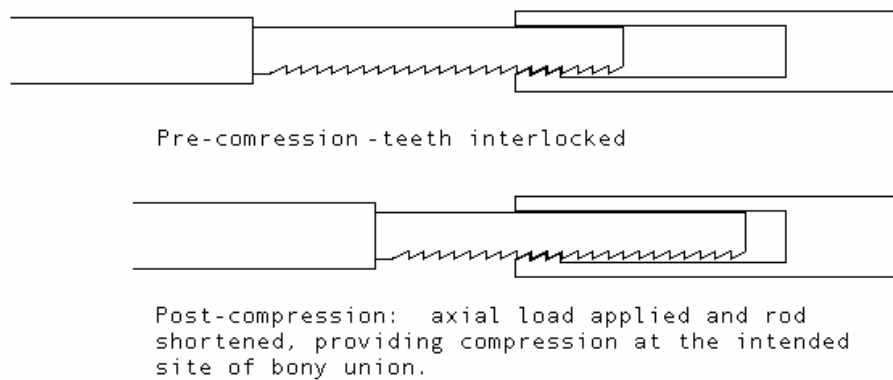 Pre-comression -teeth interlocked
Post-compression:  axial load applied and rod
shortened, providing compression at the intended
site of bony union.